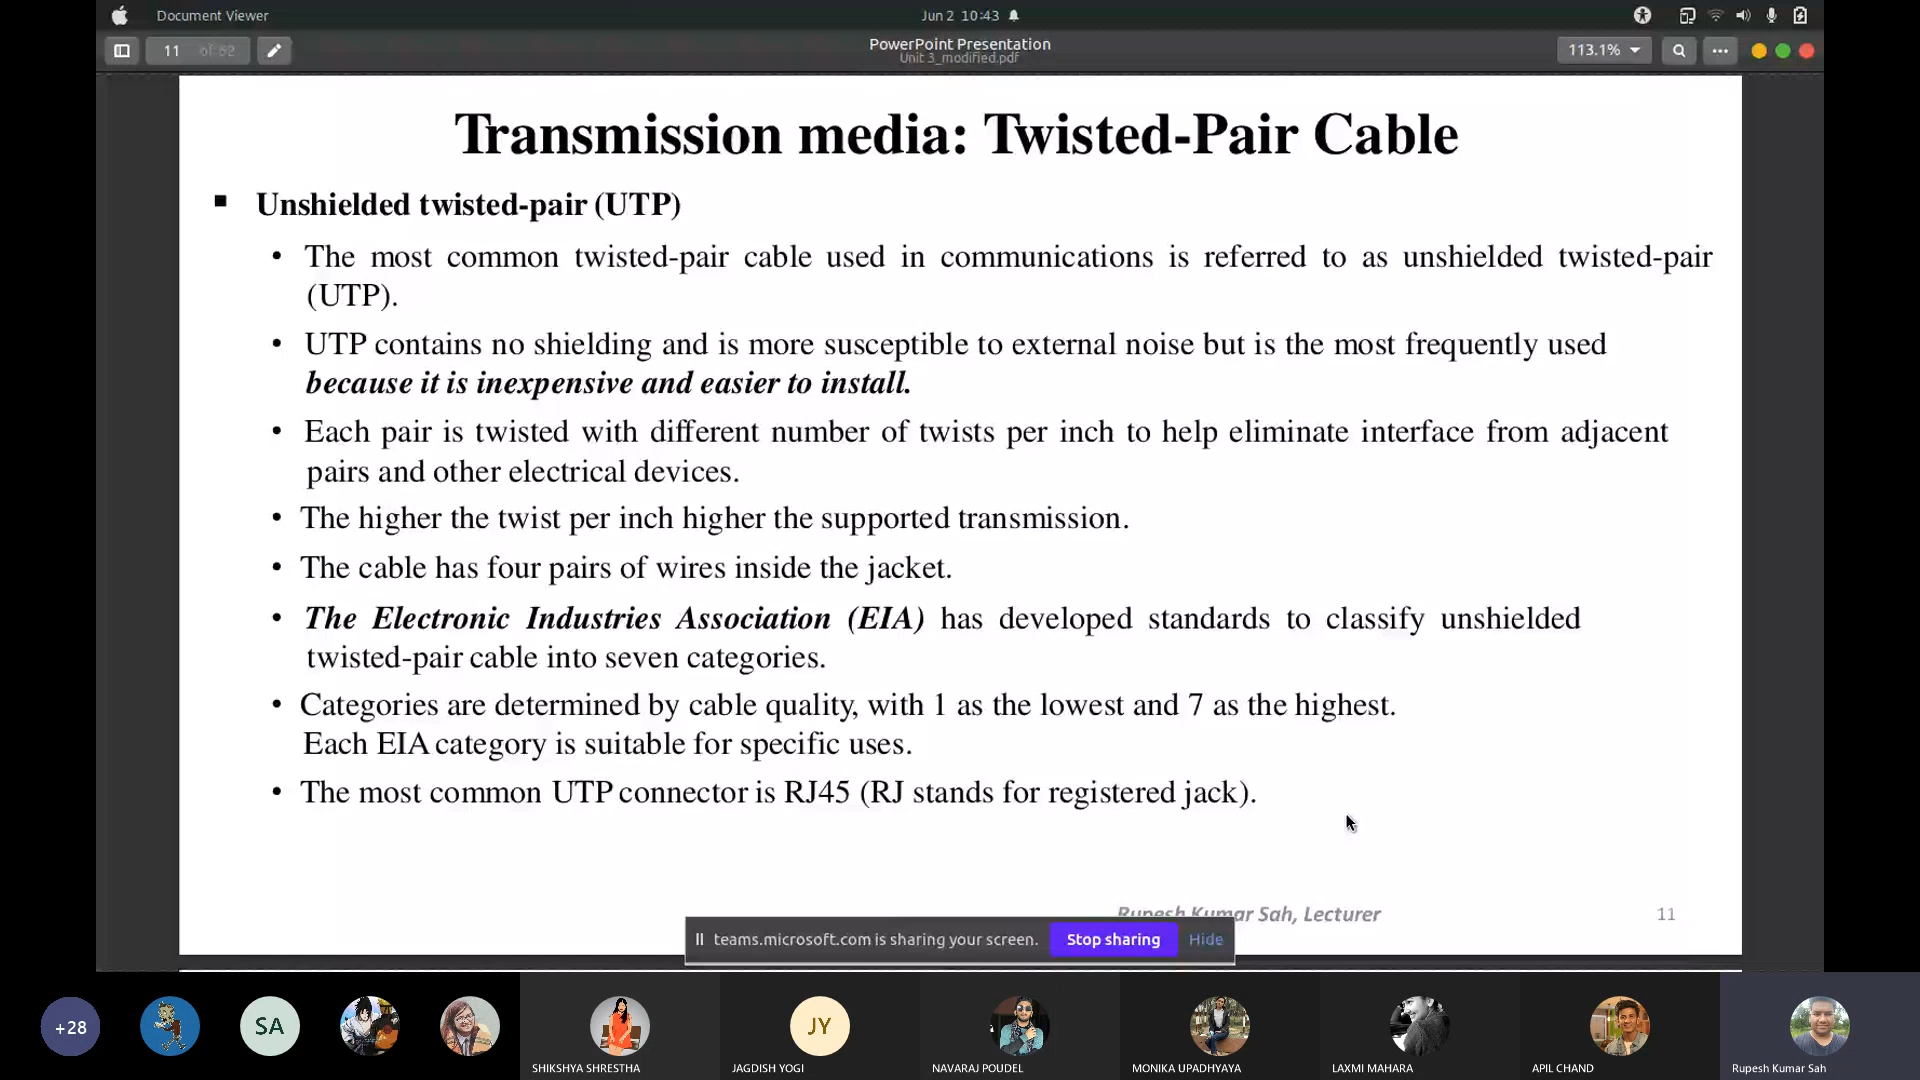 Document Viewer
Jun 2 10:43
11 of 62
PowerPoint Presentation
Unit 3_modified.pdf
113.1%
Transmission media: Twisted-Pair Cable
Unshielded twisted-pair (UTP)
• The most common twisted-pair cable used in communications is referred to as unshielded twisted-pair
(UTP).
• UTP contains no shielding and is more susceptible to external noise but is the most frequently used
because it is inexpensive and easier to install.
• Each pair is twisted with different number of twists per inch to help eliminate interface from adjacent
pairs and other electrical devices.
• The higher the twist per inch higher the supported transmission.
• The cable has four pairs of wires inside the jacket.
• The Electronic Industries Association (EIA) has developed standards to classify unshielded
twisted-pair cable into seven categories.
• Categories are determined by cable quality, with 1 as the lowest and 7 as the highest.
Each EIA category is suitable for specific uses.
• The most common UTP connector is RJ45 (RJ stands for registered jack).
Rupesh Kumar Sah, Lecturer
11
teams.microsoft.com is sharing your screen.
Stop sharing
Hide
+28
SA
JY
SHIKSHYA SHRESTHA
JAGDISH YOGI
NAVARAJ POUDEL
MONIKA UPADHYAYA
LAXMI MAHARA
APIL CHAND
Rupesh Kumar Sah